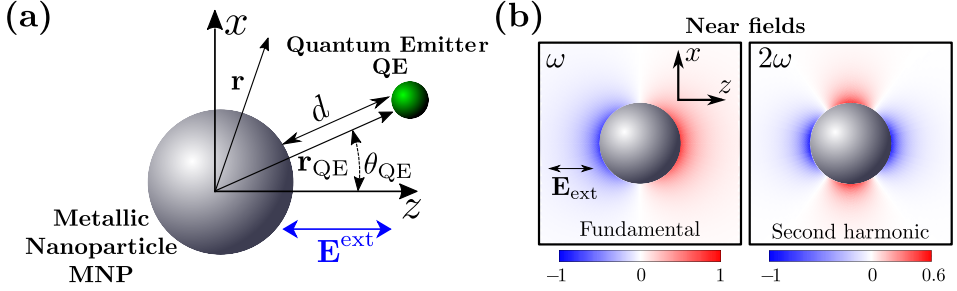 (a)
x
r
Quantum Emitter
QE
d
r_QE
θ_QE
z
Metallic
Nanoparticle
MNP
E^ext
(b)
Near fields
ω
x
z
E_ext
Fundamental
−1 0 1
2ω
Second harmonic
−1 0 0.6